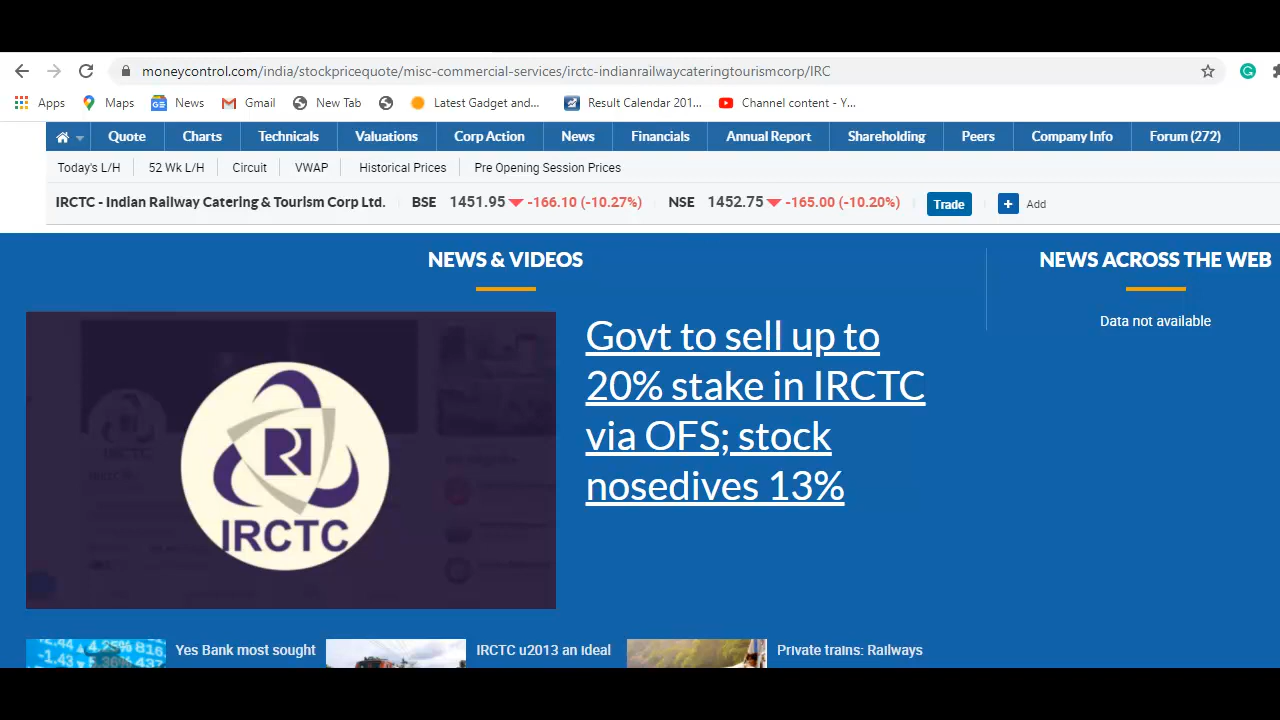 moneycontrol.com/india/stockpricequote/misc-commercial-services/irctc-indianrailwaycateringtourismcorp/IRC
Apps Maps News Gmail New Tab Latest Gadget and... Result Calendar 201... Channel content - Y...
Quote Charts Technicals Valuations Corp Action News Financials Annual Report Shareholding Peers Company Info Forum (272)
Today's L/H 52 Wk L/H Circuit VWAP Historical Prices Pre Opening Session Prices
IRCTC - Indian Railway Catering & Tourism Corp Ltd. BSE 1451.95 -166.10 (-10.27%) NSE 1452.75 -165.00 (-10.20%) Trade + Add
NEWS & VIDEOS
NEWS ACROSS THE WEB
Data not available
Govt to sell up to
20% stake in IRCTC
via OFS; stock
nosedives 13%
IRCTC
Yes Bank most sought
IRCTC u2013 an ideal
Private trains: Railways